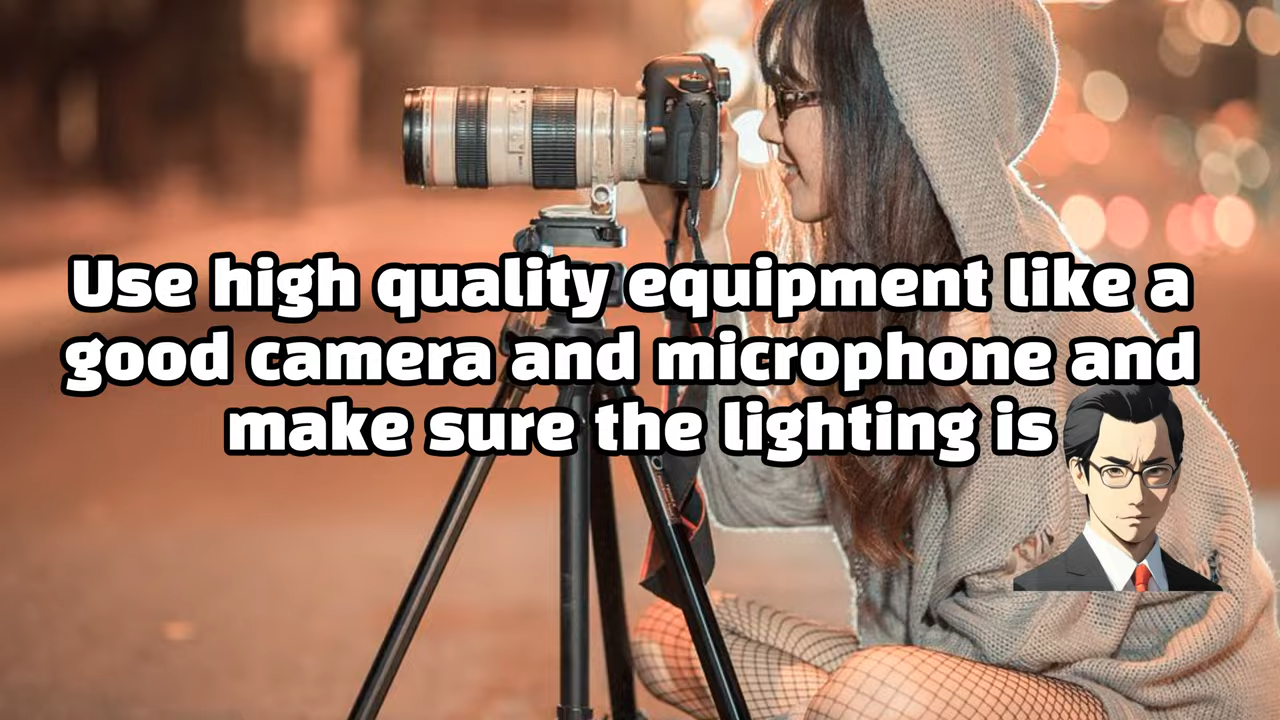 Use high quality equipment like a
good camera and microphone and
make sure the lighting is